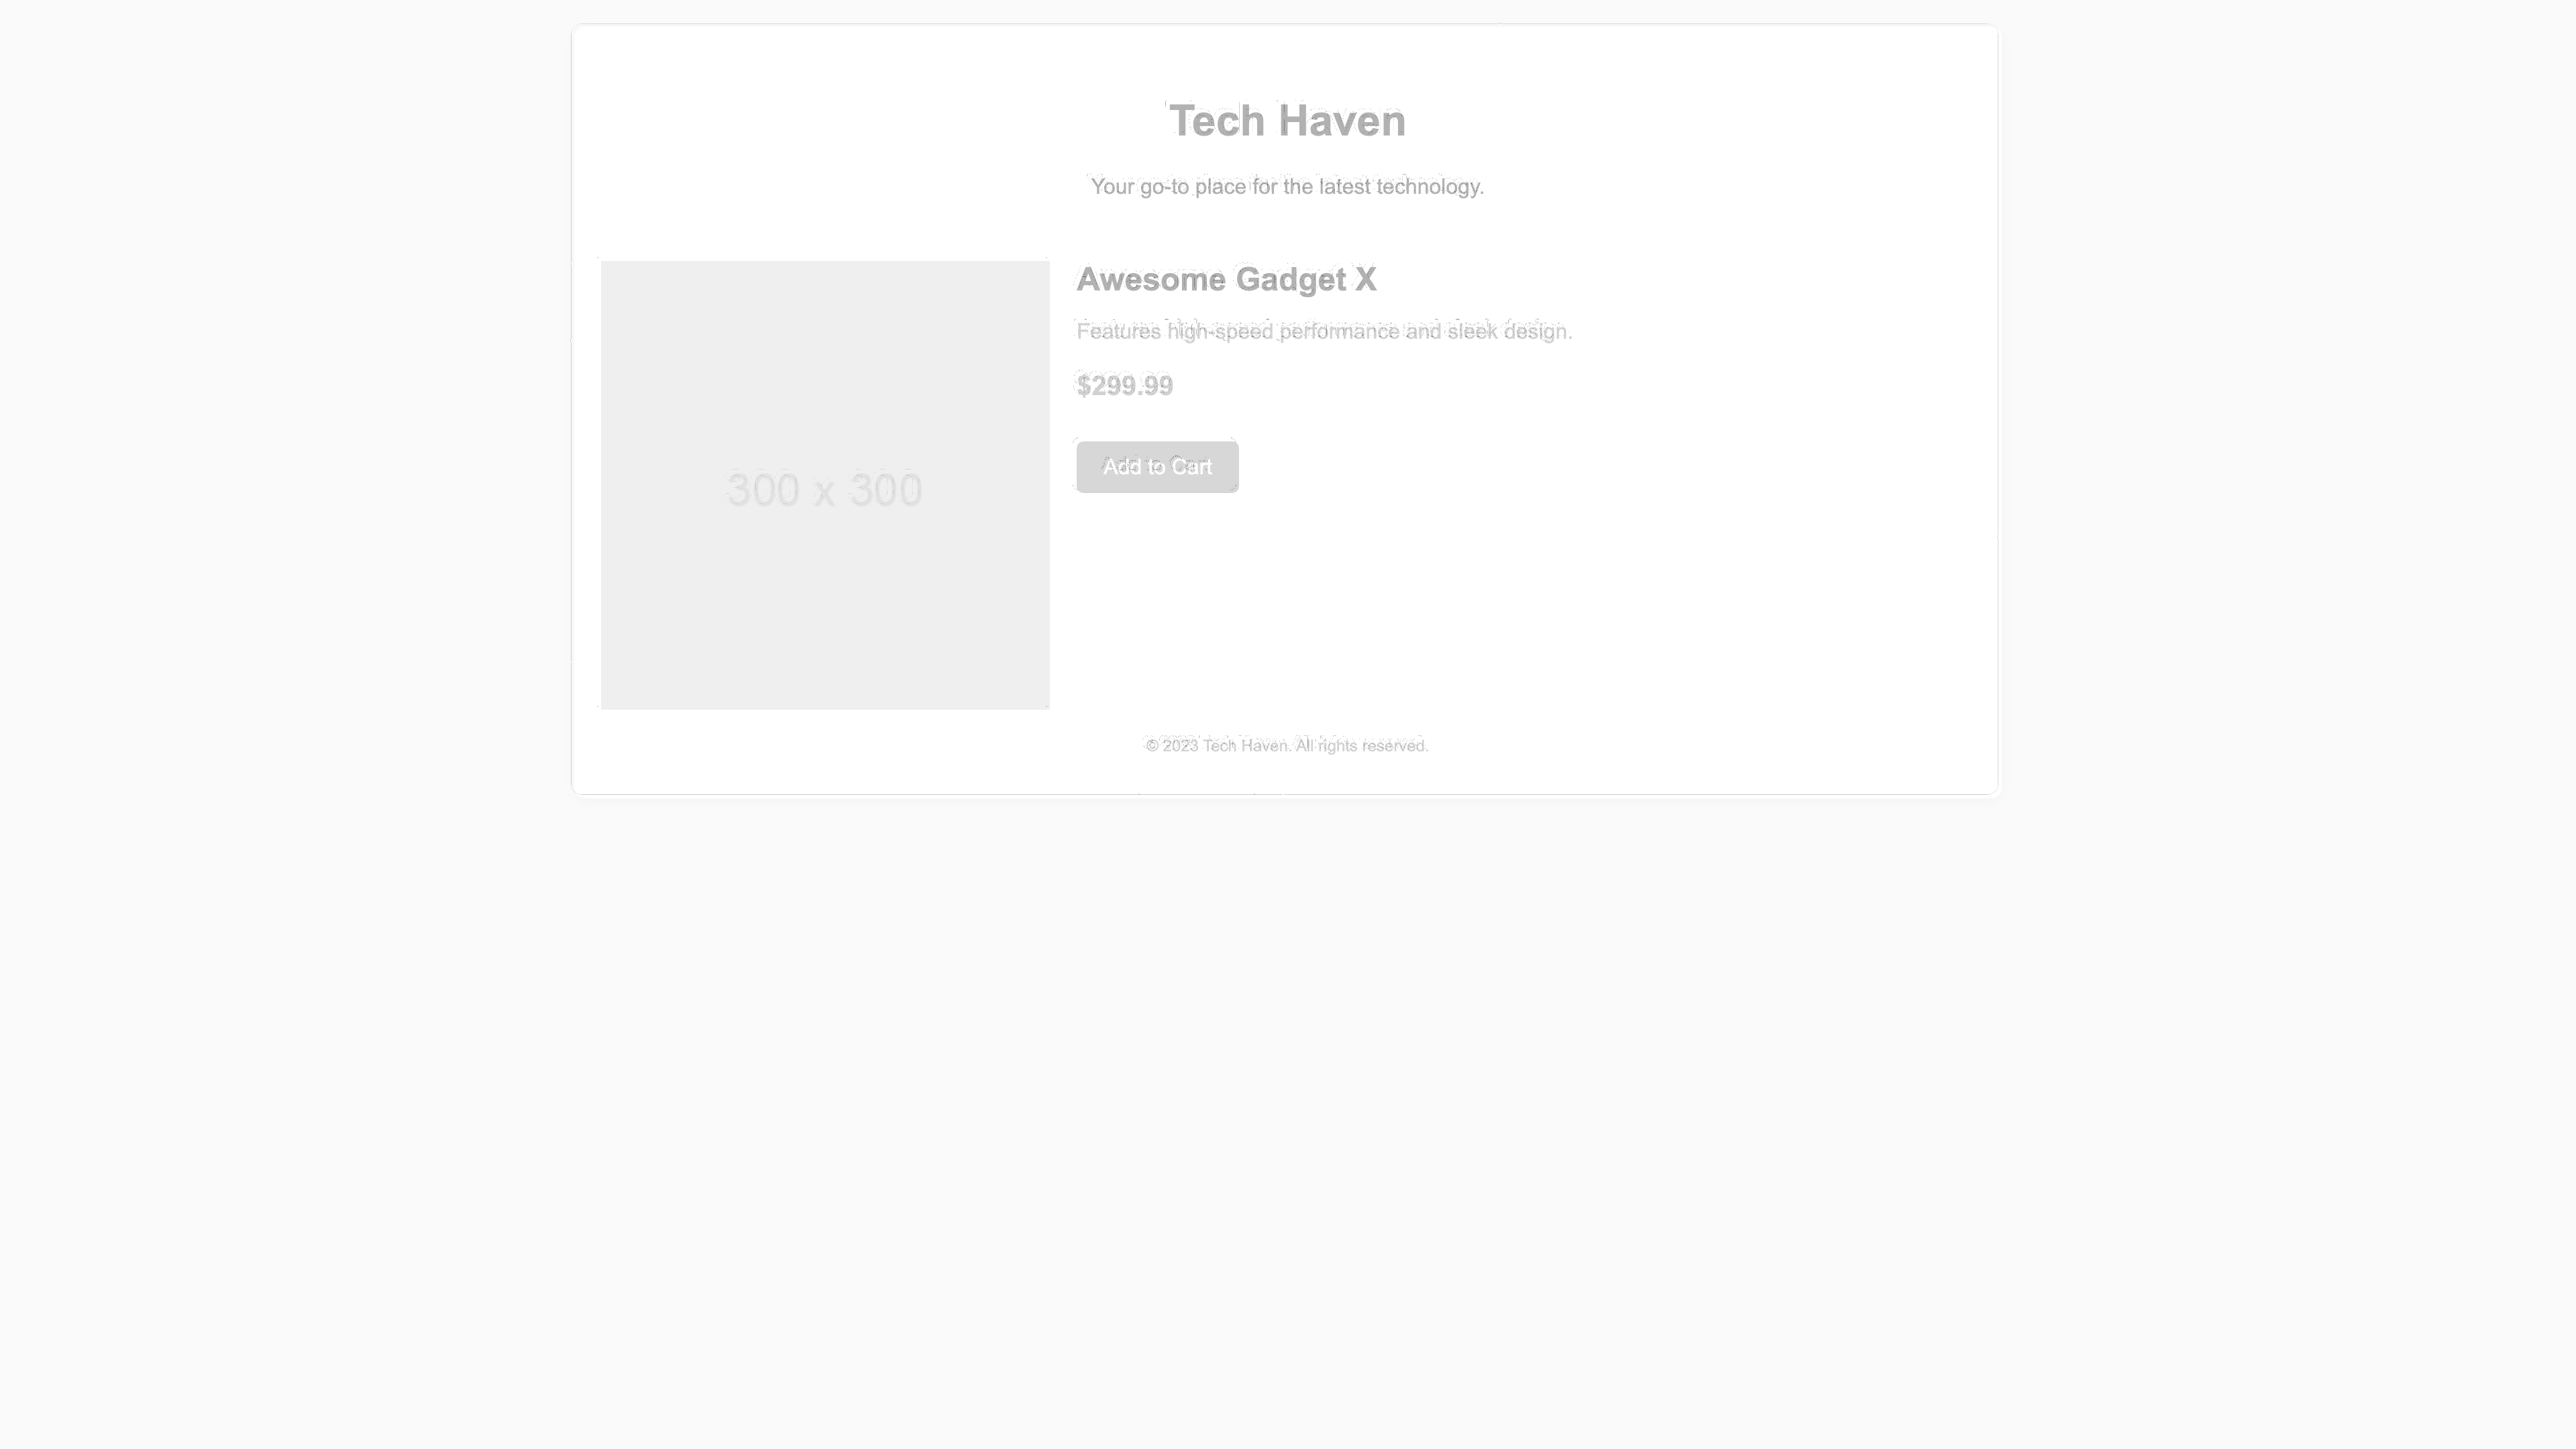 Tech Haven
Your go-to place for the latest technology.
Awesome Gadget X
Features high-speed performance and sleek design.
$299.99
Add to Cart
300 x 300
© 2023 Tech Haven. All rights reserved.